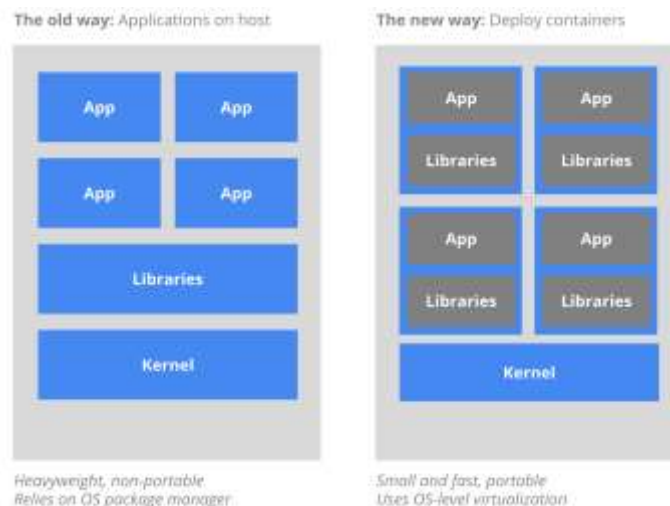 The old way: Applications on host
App App
App App
Libraries
Kernel
Heavyweight, non-portable
Relies on OS package manager
The new way: Deploy containers
App App
Libraries Libraries
App App
Libraries Libraries
Kernel
Small and fast, portable
Uses OS-level virtualization